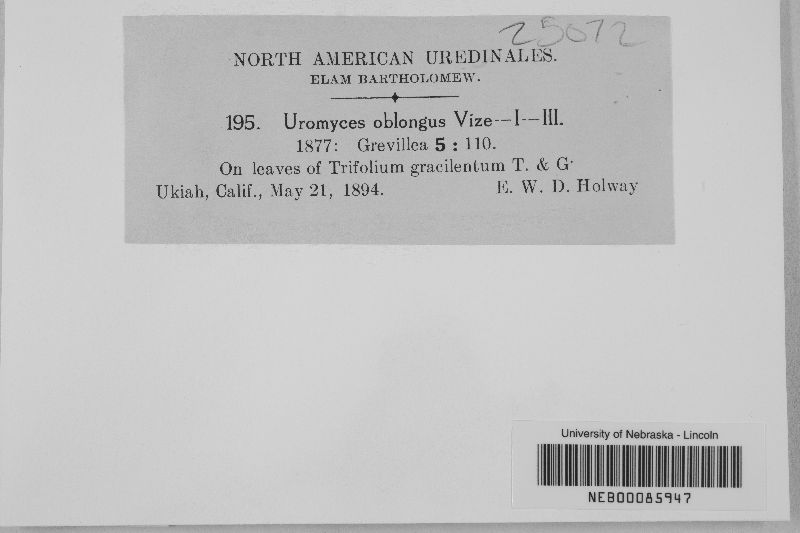 25072
NORTH AMERICAN UREDINALES.
ELAM BARTHOLOMEW.
195. Uromyces oblongus Vize--I--III.
1877: Grevillea 5 : 110.
On leaves of Trifolium gracilentum T. & G.
Ukiah, Calif., May 21, 1894. E. W. D. Holway
University of Nebraska - Lincoln
NEB00085947